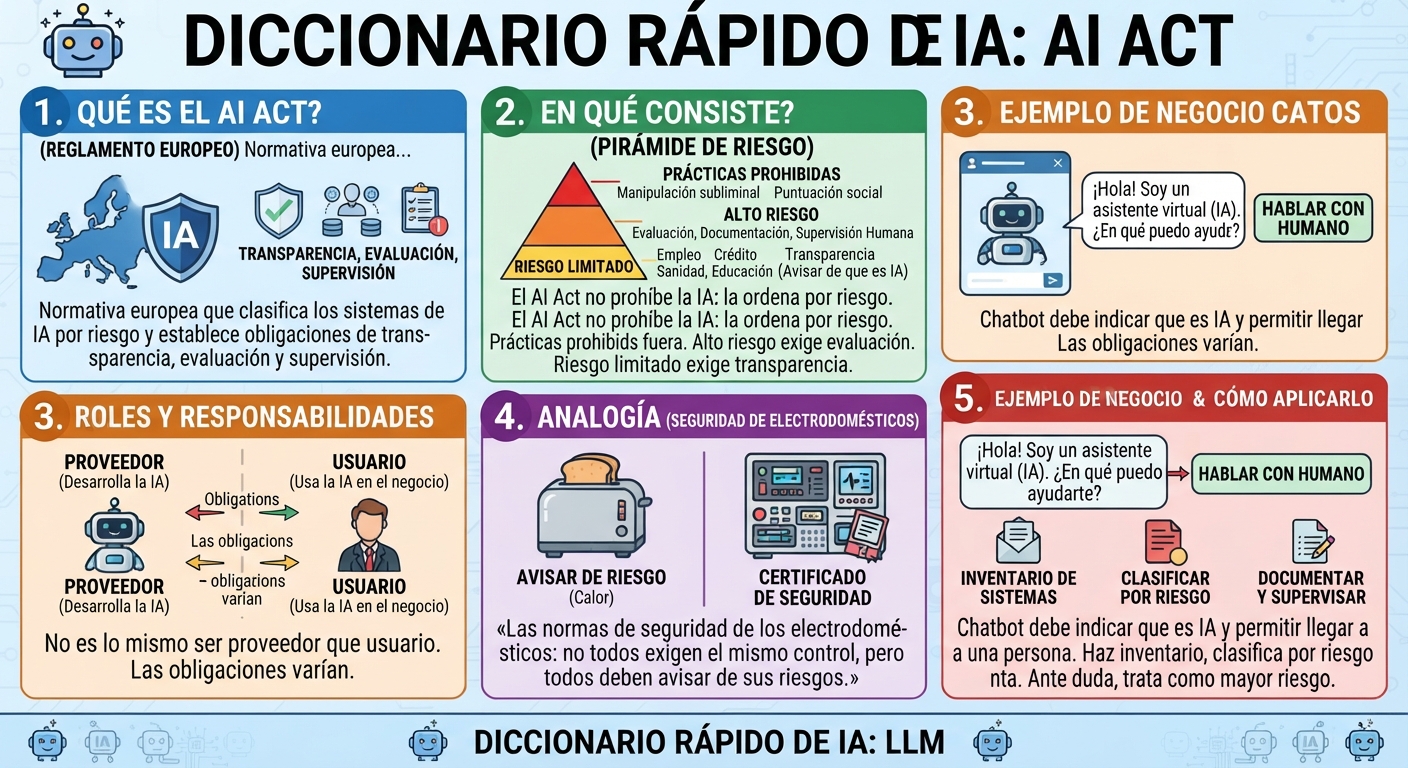 DICCIONARIO RÁPIDO DE IA: AI ACT
1. QUÉ ES EL AI ACT?
(REGLAMENTO EUROPEO) Normativa europea...
IA
TRANSPARENCIA, EVALUACIÓN,
SUPERVISIÓN
Normativa europea que clasifica los sistemas de
IA por riesgo y establece obligaciones de trans-
sparencia, evaluación y supervisión.
2. EN QUÉ CONSISTE?
(PIRÁMIDE DE RIESGO)
PRÁCTICAS PROHIBIDAS
Manipulación subliminal Puntuación social
ALTO RIESGO
Evaluación, Documentación, Supervisión Humana
RIESGO LIMITADO
Empleo Crédito Transparencia
Sanidad, Educación (Avisar de que es IA)
El AI Act no prohíbe la IA: la ordena por riesgo.
El AI Act no prohíbe la IA: la ordena por riesgo.
Prácticas prohibids fuera. Alto riesgo exige evaluación.
Riesgo limitado exige transparencia.
3. EJEMPLO DE NEGOCIO CATOS
¡Hola! Soy un
asistente virtual (IA).
¿En qué puedo ayudr?
HABLAR CON
HUMANO
Chatbot debe indicar que es IA y permitir llegar
Las obligaciones varían.
3. ROLES Y RESPONSABILIDADES
PROVEEDOR
(Desarrolla la IA)
USUARIO
(Usa la IA en el negocio)
Obligations
Las obligacions
– obligarions
varian
PROVEEDOR
(Desarrolla la IA)
USUARIO
(Usa la IA en el negocio)
No es lo mismo ser proveedor que usuario.
Las obligaciones varían.
4. ANALOGÍA (SEGURIDAD DE ELECTRODOMÉSTICOS)
AVISAR DE RIESGO
(Calor)
CERTIFICADO
DE SEGURIDAD
«Las normas de seguridad de los electrodomé-
sticos: no todos exigen el mismo control, pero
todos deben avisar de sus riesgos.»
5. EJEMPLO DE NEGOCIO & CÓMO APLICARLO
¡Hola! Soy un asistente
virtual (IA). ¿En qué puedo
ayudarte?
HABLAR CON HUMANO
INVENTARIO DE
SISTEMAS
CLASIFICAR
POR RIESGO
DOCUMENTAR
Y SUPERVISAR
Chatbot debe indicar que es IA y permitir llegar a
a una persona. Haz inventario, clasifica por riesgo
nta. Ante duda, trata como mayor riesgo.
IA
DICCIONARIO RÁPIDO DE IA: LLM
IA